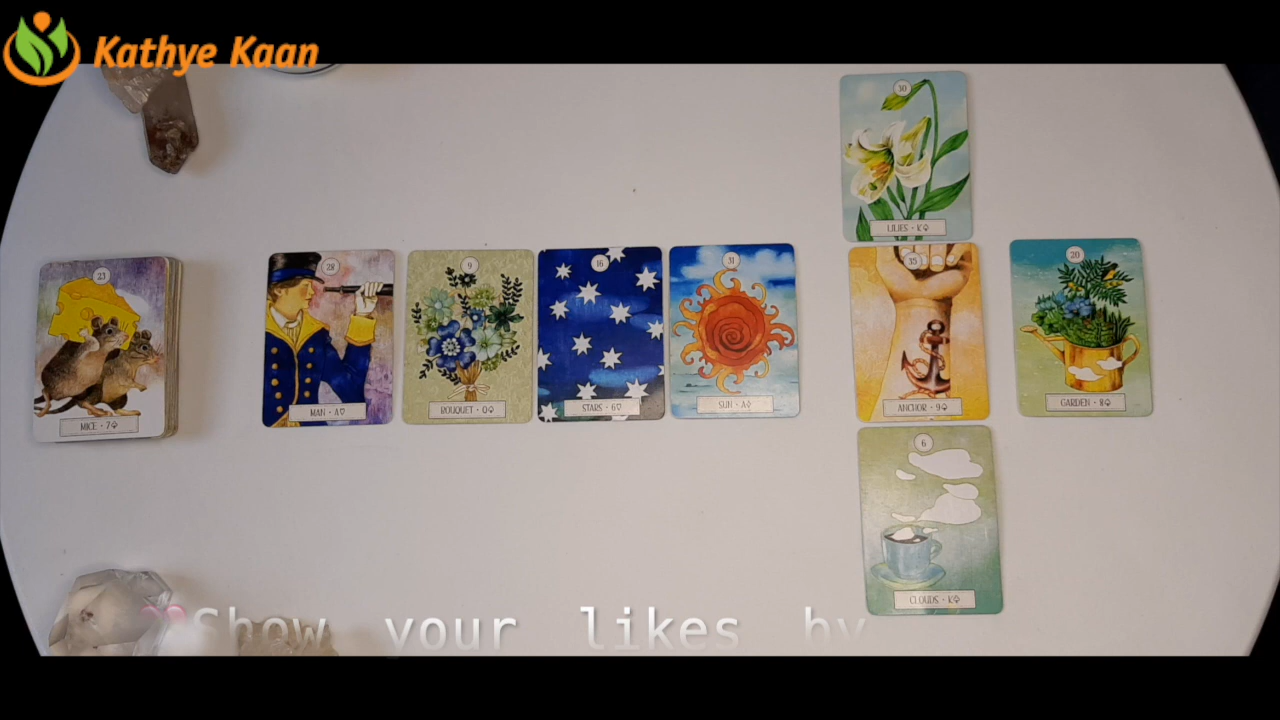 Kathye Kaan
30
LILIES · K♤
23
MICE · 7♤
28
MAN · A♡
9
BOUQUET · Q♤
16
STARS · 6♡
31
SUN · A♢
35
ANCHOR · 9♤
20
GARDEN · 8♤
6
CLOUDS · K♧
Show your likes by